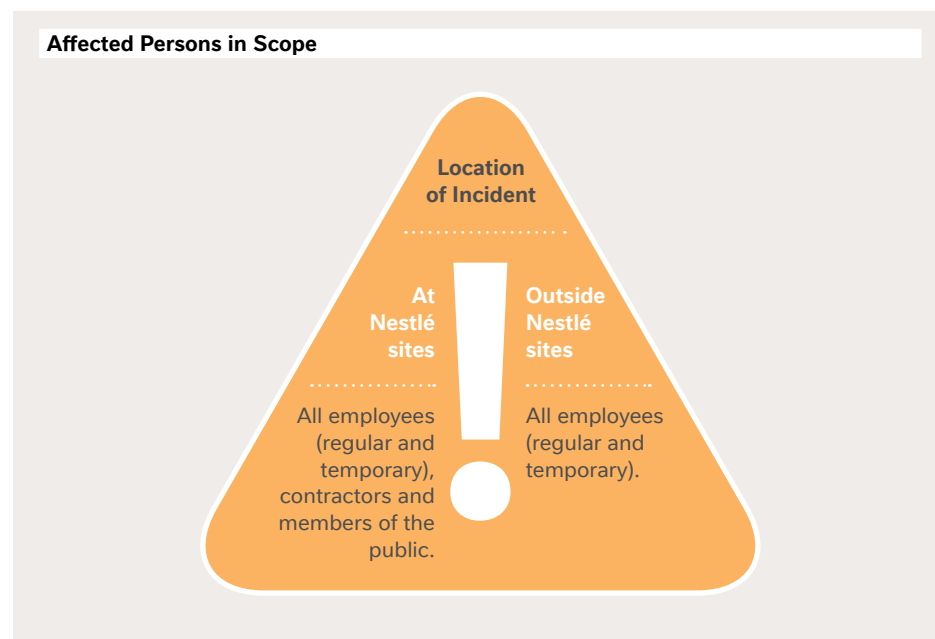 Affected Persons in Scope
Location
of Incident
At
Nestlé
sites
All employees
(regular and
temporary),
contractors and
members of the
public.
Outside
Nestlé
sites
All employees
(regular and
temporary).